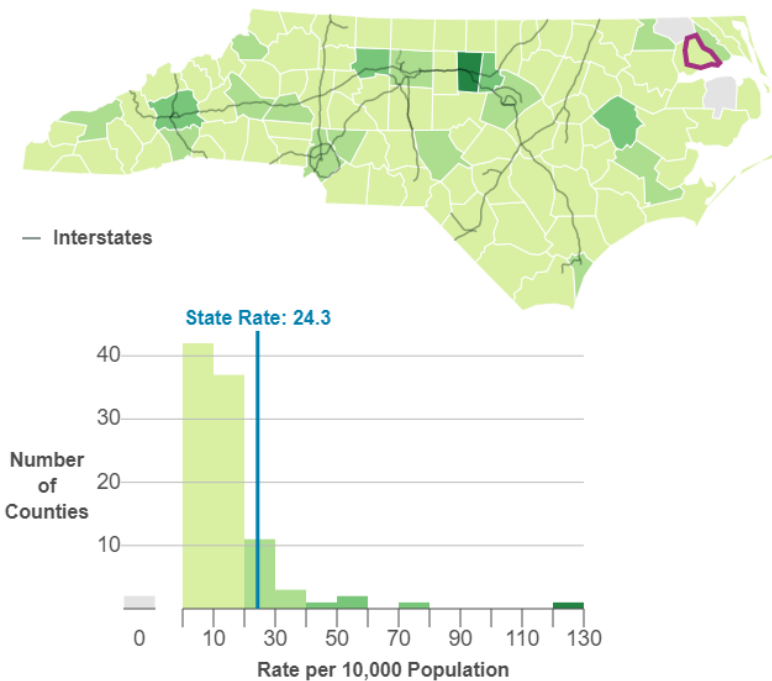 Interstates
State Rate: 24.3
40
30
Number
of
Counties
20
10
0 10 30 50 70 90 110 130
Rate per 10,000 Population